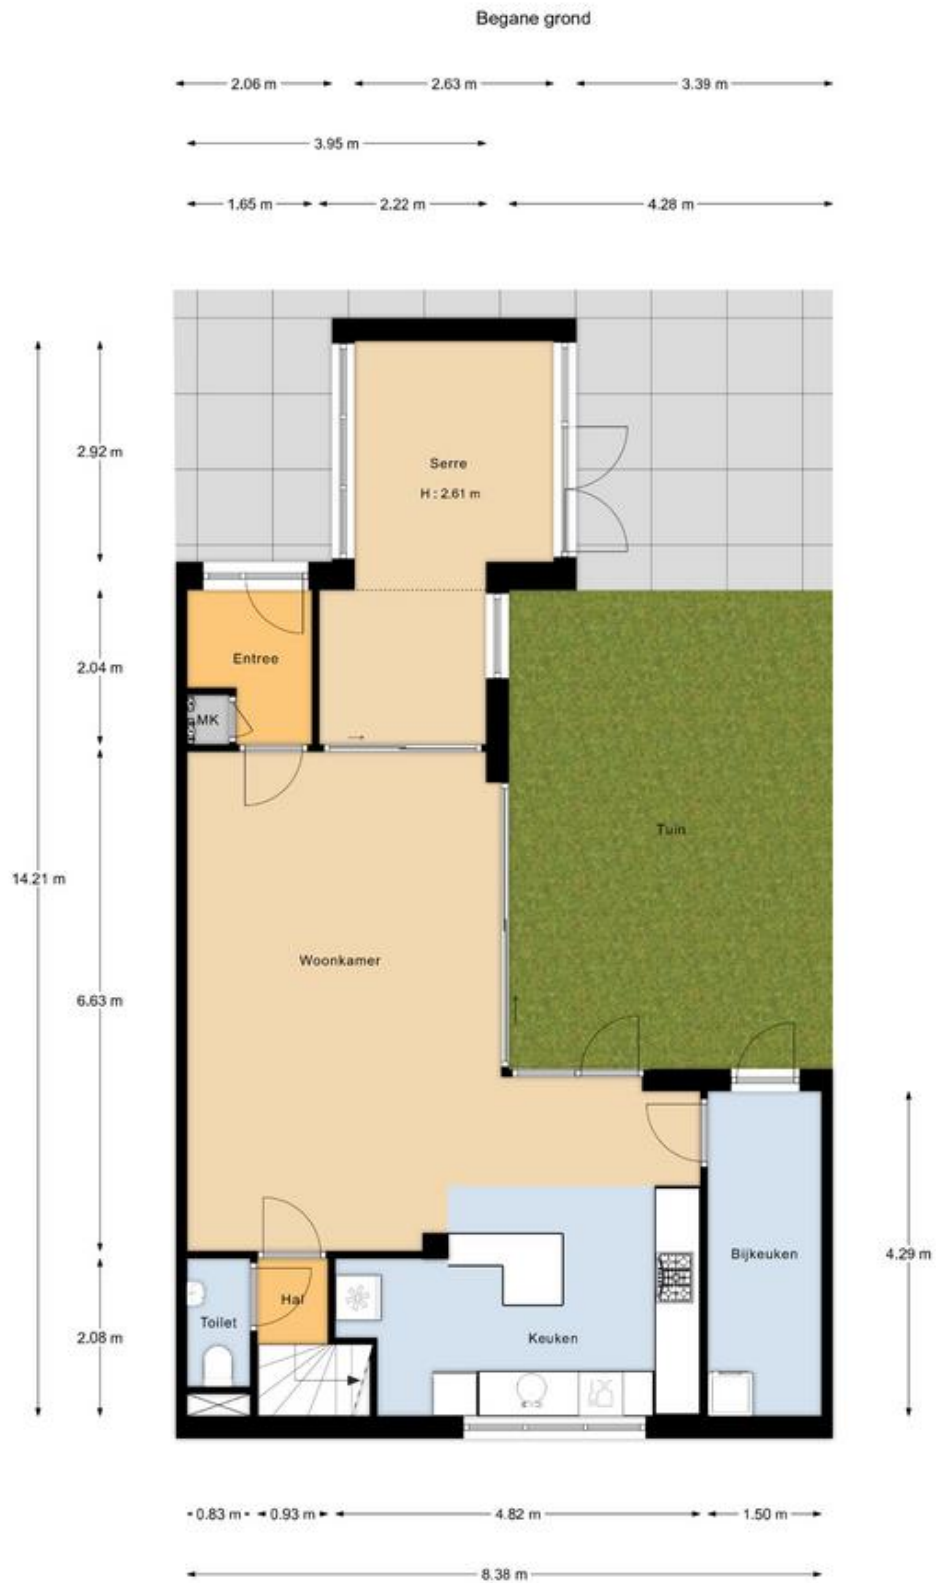 Begane grond
2.06 m 2.63 m 3.39 m
3.95 m
1.65 m 2.22 m 4.28 m
2.92 m
Serre
H : 2.61 m
2.04 m
Entree
MK
Tuin
14.21 m
Woonkamer
6.63 m
Bijkeuken
4.29 m
Hal
Toilet
Keuken
2.08 m
0.83 m 0.93 m 4.82 m 1.50 m
8.38 m